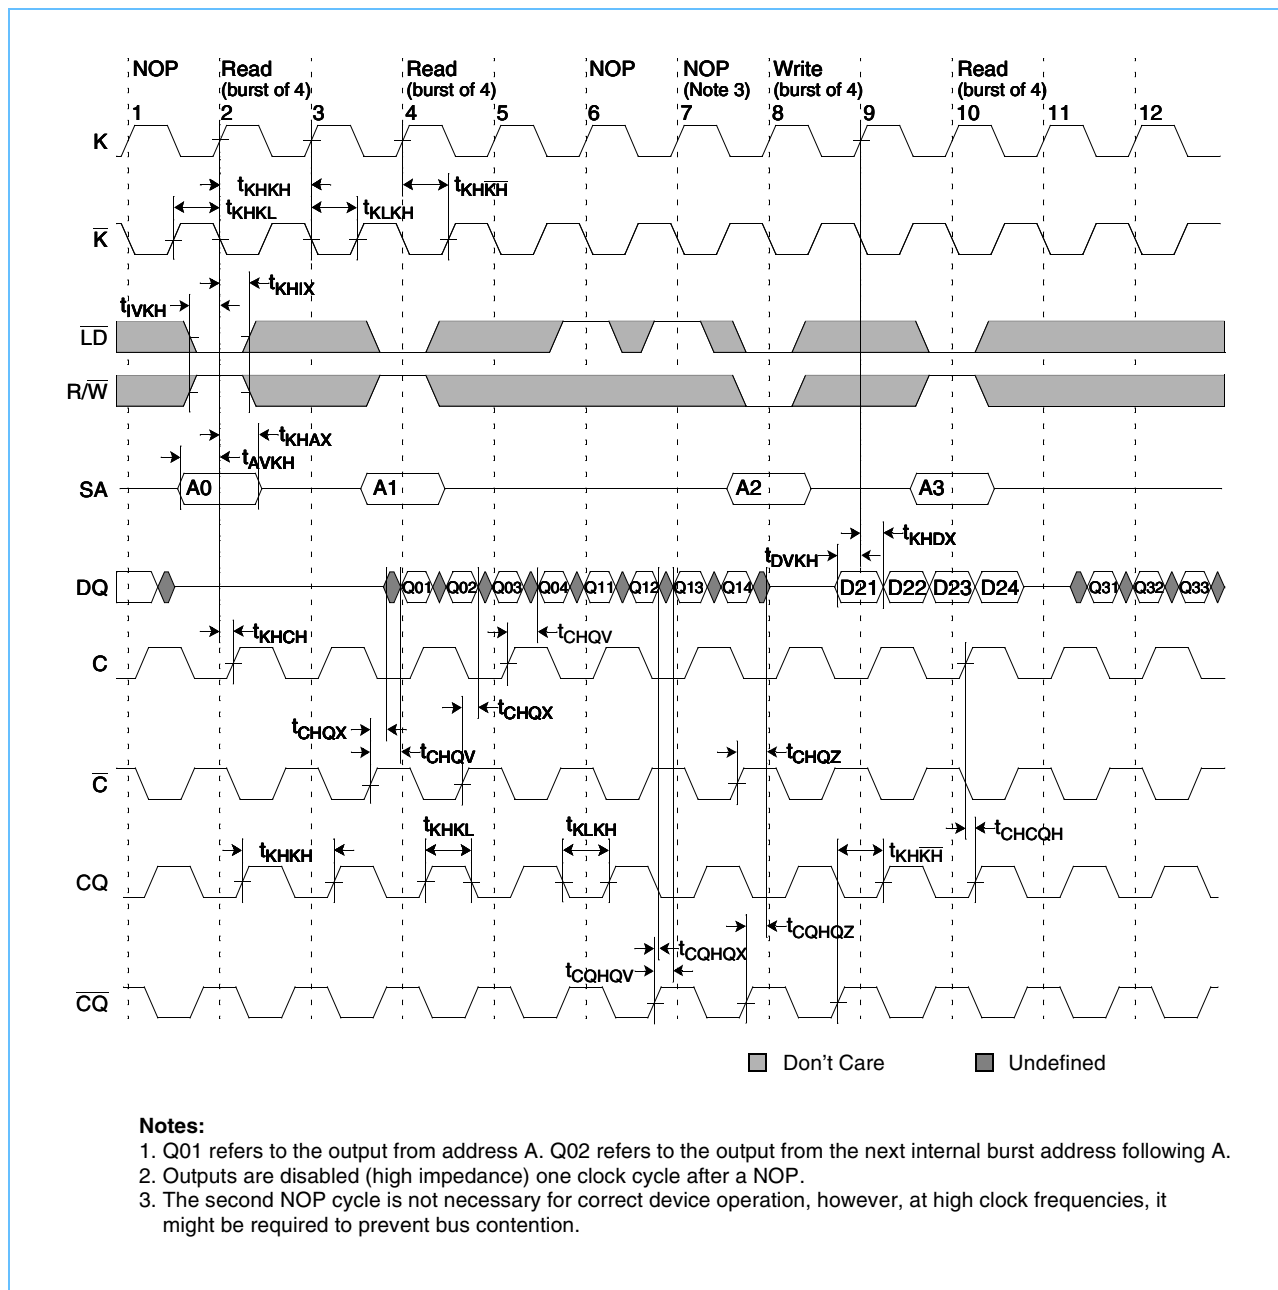 NOP Read Read NOP NOP Write Read
(burst of 4) (burst of 4) (Note 3) (burst of 4) (burst of 4)
1 2 3 4 5 6 7 8 9 10 11 12
K
tKHKH tKHK̅H̅
tKHKL tKLKH
K̅
tKHIX
tIVKH
L̅D̅
R/W̅
tKHAX
tAVKH
SA A0 A1 A2 A3
tKHDX
tDVKH
DQ Q01 Q02 Q03 Q04 Q11 Q12 Q13 Q14 D21 D22 D23 D24 Q31 Q32 Q33
tKHCH tCHQV
C
tCHQX
tCHQX
tCHQV tCHQZ
C̅
tKHKL tKLKH tCHCQH
tKHKH tKHK̅H̅
CQ
tCQHQZ
tCQHQX
tCQHQV
C̅Q̅
Don't Care Undefined
Notes:
1. Q01 refers to the output from address A. Q02 refers to the output from the next internal burst address following A.
2. Outputs are disabled (high impedance) one clock cycle after a NOP.
3. The second NOP cycle is not necessary for correct device operation, however, at high clock frequencies, it
might be required to prevent bus contention.